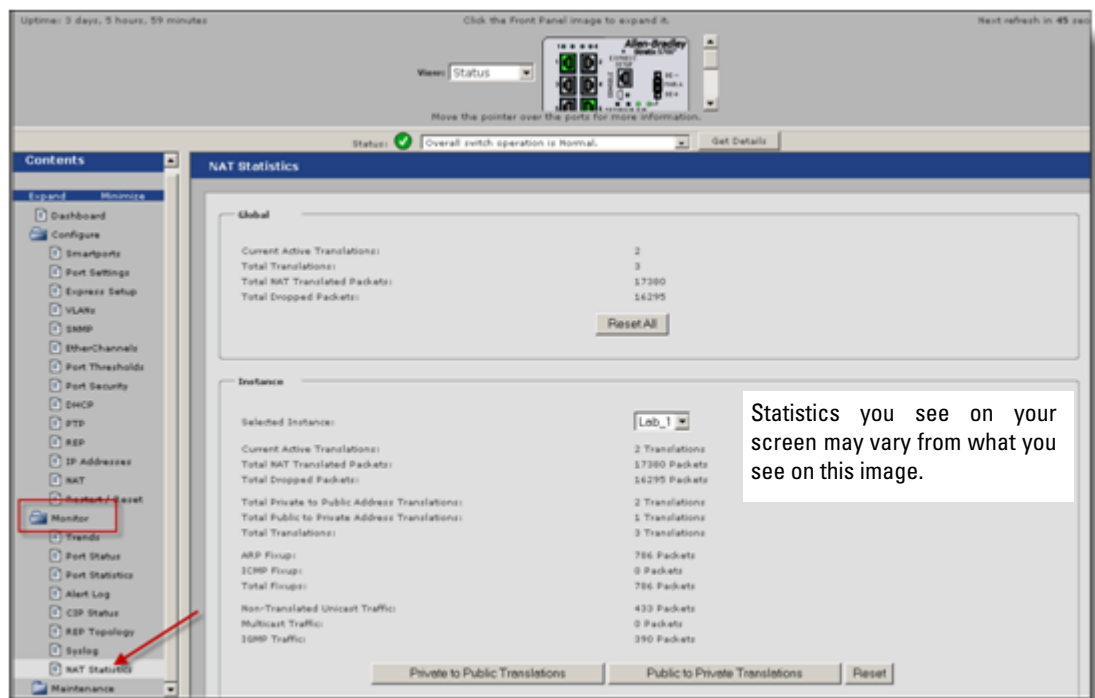 Uptime: 3 days, 5 hours, 59 minutes
Click the Front Panel image to expand it.
Next refresh in 45 sec
View: Status
Allen-Bradley
Stratix 5700
EXPRESS SETUP
CONSOLE
Move the pointer over the ports for more information.
Status: Overall switch operation is Normal. Get Details
Contents
Expand Minimize
Dashboard
Configure
Smartports
Port Settings
Express Setup
VLANs
SNMP
EtherChannels
Port Thresholds
Port Security
DHCP
PTP
REP
IP Addresses
NAT
Restart / Reset
Monitor
Trends
Port Status
Port Statistics
Alert Log
CIP Status
REP Topology
Syslog
NAT Statistics
Maintenance
NAT Statistics
Global
Current Active Translations: 2
Total Translations: 3
Total NAT Translated Packets: 17380
Total Dropped Packets: 16295
Reset All
Instance
Selected Instance: Lab_1
Current Active Translations: 2 Translations
Total NAT Translated Packets: 17380 Packets
Total Dropped Packets: 16295 Packets
Total Private to Public Address Translations: 2 Translations
Total Public to Private Address Translations: 1 Translations
Total Translations: 3 Translations
ARP Fixup: 786 Packets
ICMP Fixup: 0 Packets
Total Fixups: 786 Packets
Non-Translated Unicast Traffic: 433 Packets
Multicast Traffic: 0 Packets
IGMP Traffic: 390 Packets
Private to Public Translations Public to Private Translations Reset
Statistics you see on your
screen may vary from what you
see on this image.